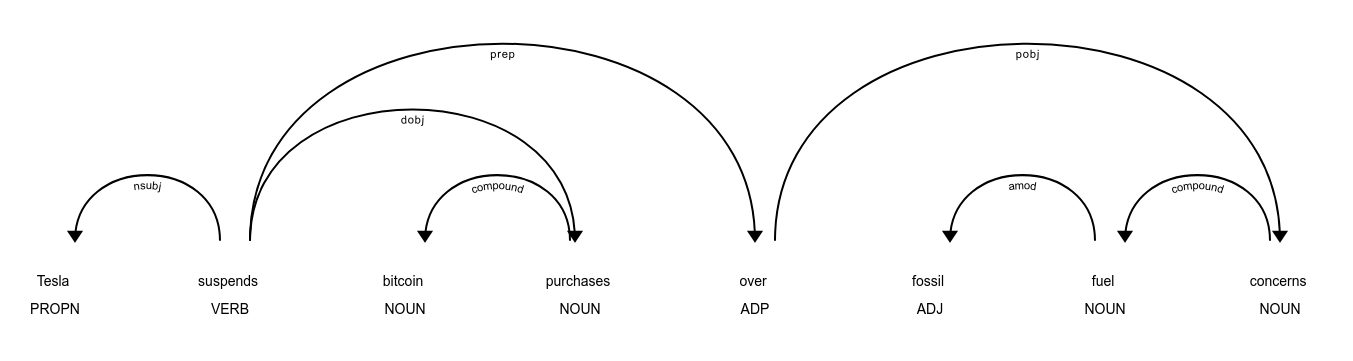 prep pobj
dobj
nsubj compound amod compound
Tesla suspends bitcoin purchases over fossil fuel concerns
PROPN VERB NOUN NOUN ADP ADJ NOUN NOUN